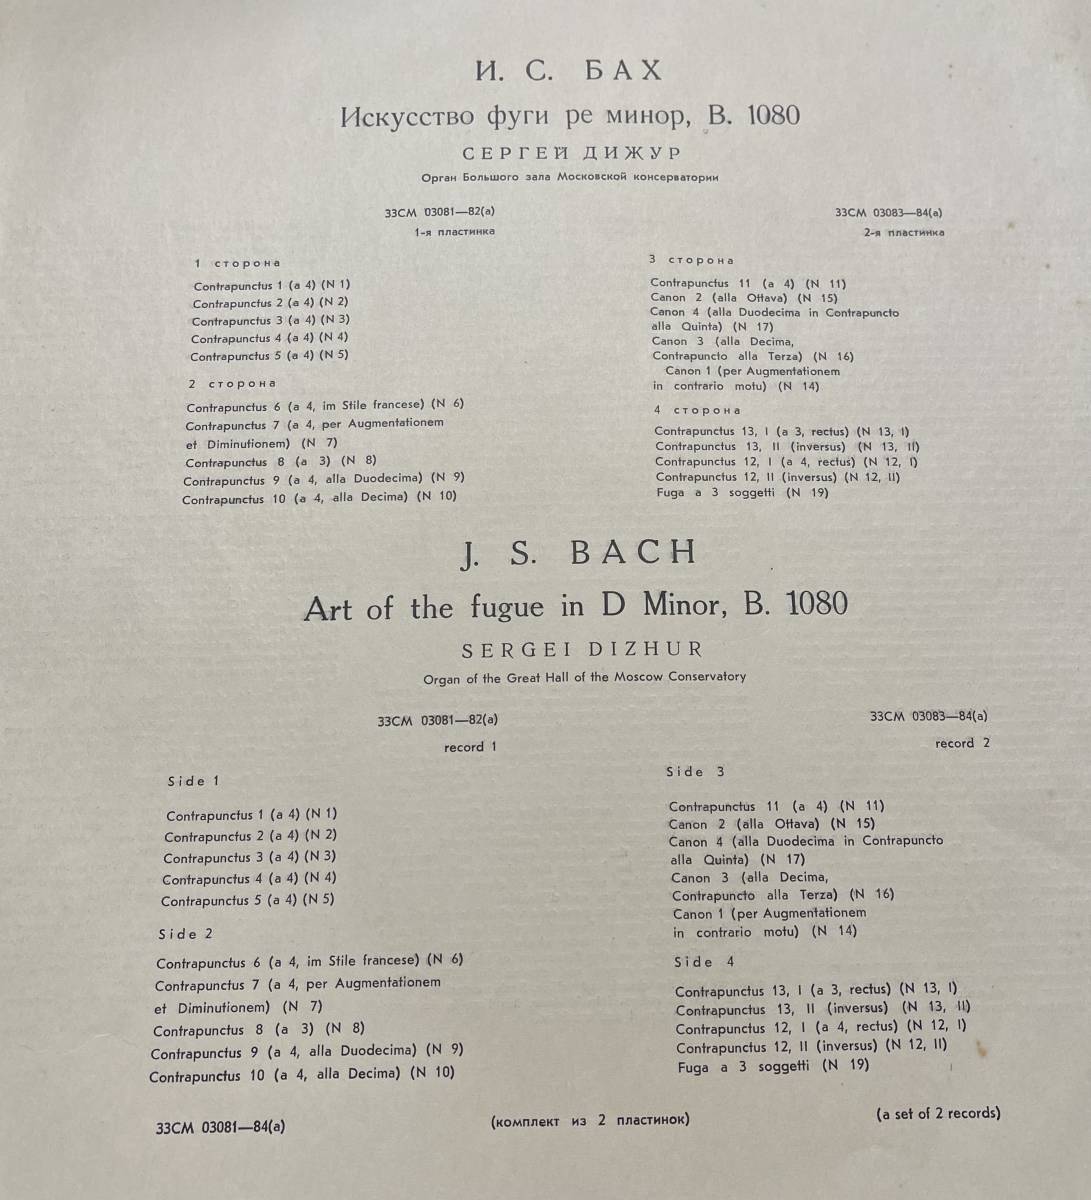 И. С. БАХ
Искусство фуги ре минор, В. 1080
СЕРГЕЙ ДИЖУР
Орган Большого зала Московской консерватории
33СМ 03081—82(а)
1-я пластинка
1 сторона
Contrapunctus 1 (a 4) (N 1)
Contrapunctus 2 (a 4) (N 2)
Contrapunctus 3 (a 4) (N 3)
Contrapunctus 4 (a 4) (N 4)
Contrapunctus 5 (a 4) (N 5)
2 сторона
Contrapunctus 6 (a 4, im Stile francese) (N 6)
Contrapunctus 7 (a 4, per Augmentationem
et Diminutionem) (N 7)
Contrapunctus 8 (a 3) (N 8)
Contrapunctus 9 (a 4, alla Duodecima) (N 9)
Contrapunctus 10 (a 4, alla Decima) (N 10)
33СМ 03083—84(а)
2-я пластинка
3 сторона
Contrapunctus 11 (a 4) (N 11)
Canon 2 (alla Ottava) (N 15)
Canon 4 (alla Duodecima in Contrapuncto
alla Quinta) (N 17)
Canon 3 (alla Decima,
Contrapuncto alla Terza) (N 16)
Canon 1 (per Augmentationem
in contrario motu) (N 14)
4 сторона
Contrapunctus 13, I (a 3, rectus) (N 13, I)
Contrapunctus 13, II (inversus) (N 13, II)
Contrapunctus 12, I (a 4, rectus) (N 12, I)
Contrapunctus 12, II (inversus) (N 12, II)
Fuga a 3 soggetti (N 19)
J. S. BACH
Art of the fugue in D Minor, B. 1080
SERGEI DIZHUR
Organ of the Great Hall of the Moscow Conservatory
33СМ 03081—82(a)
record 1
Side 1
Contrapunctus 1 (a 4) (N 1)
Contrapunctus 2 (a 4) (N 2)
Contrapunctus 3 (a 4) (N 3)
Contrapunctus 4 (a 4) (N 4)
Contrapunctus 5 (a 4) (N 5)
Side 2
Contrapunctus 6 (a 4, im Stile francese) (N 6)
Contrapunctus 7 (a 4, per Augmentationem
et Diminutionem) (N 7)
Contrapunctus 8 (a 3) (N 8)
Contrapunctus 9 (a 4, alla Duodecima) (N 9)
Contrapunctus 10 (a 4, alla Decima) (N 10)
33СМ 03083—84(a)
record 2
Side 3
Contrapunctus 11 (a 4) (N 11)
Canon 2 (alla Ottava) (N 15)
Canon 4 (alla Duodecima in Contrapuncto
alla Quinta) (N 17)
Canon 3 (alla Decima,
Contrapuncto alla Terza) (N 16)
Canon 1 (per Augmentationem
in contrario motu) (N 14)
Side 4
Contrapunctus 13, I (a 3, rectus) (N 13, I)
Contrapunctus 13, II (inversus) (N 13, II)
Contrapunctus 12, I (a 4, rectus) (N 12, I)
Contrapunctus 12, II (inversus) (N 12, II)
Fuga a 3 soggetti (N 19)
33СМ 03081—84(а) (комплект из 2 пластинок) (a set of 2 records)